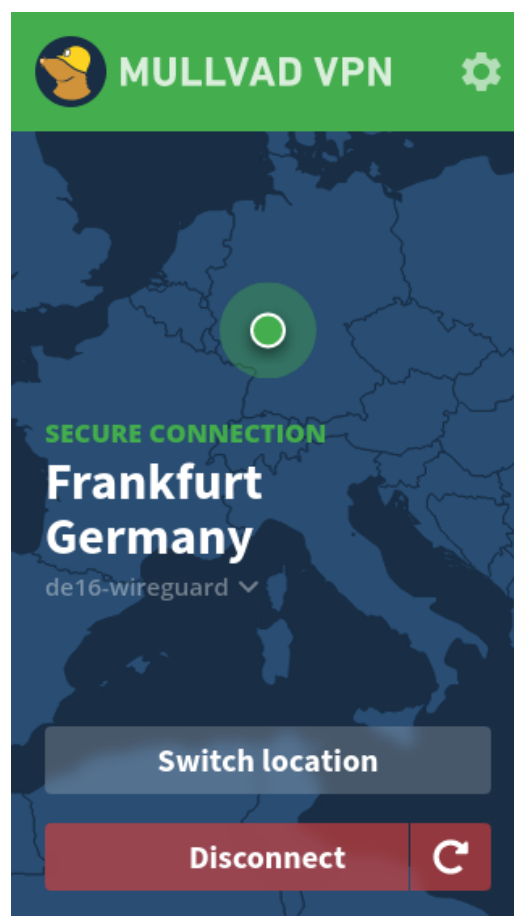 MULLVAD VPN
SECURE CONNECTION
Frankfurt
Germany
de16-wireguard
Switch location
Disconnect